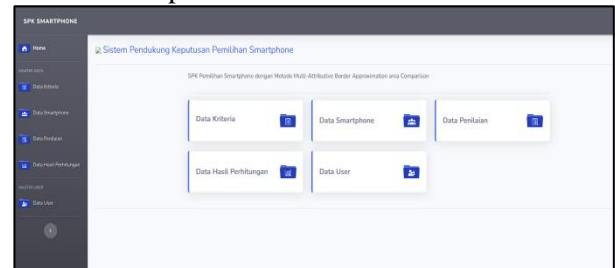 SPK SMARTPHONE
Home
MASTER DATA
Data Kriteria
Data Smartphone
Data Penilaian
Data Hasil Perhitungan
MASTER USER
Data User
Sistem Pendukung Keputusan Pemilihan Smartphone
SPK Pemilihan Smartphone dengan Metode Multi-Attributive Border Approximation area Comparison
Data Kriteria
Data Smartphone
Data Penilaian
Data Hasil Perhitungan
Data User